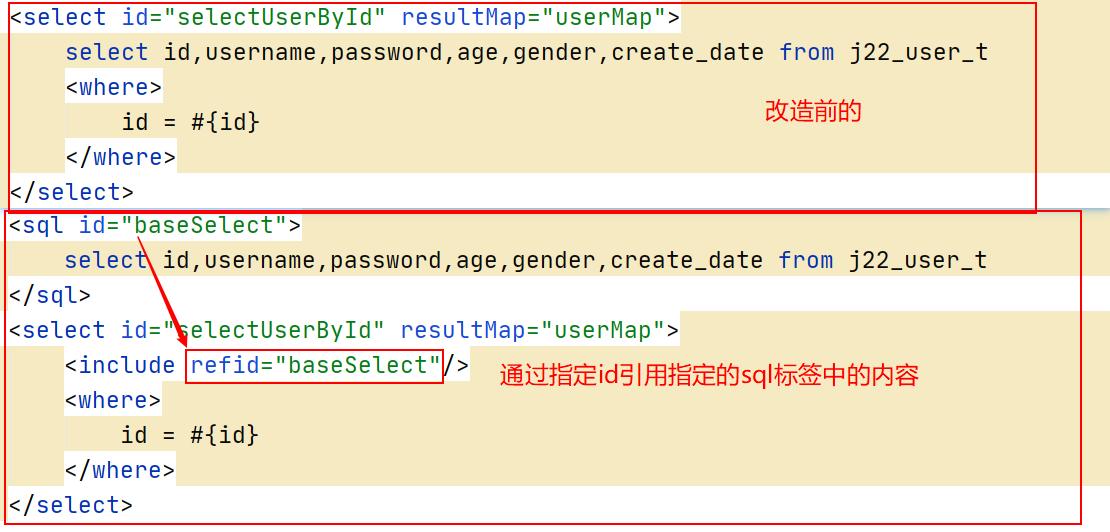 <select id="selectUserById" resultMap="userMap">
select id,username,password,age,gender,create_date from j22_user_t
<where>
改造前的
id = #{id}
</where>
</select>
<sql id="baseSelect">
select id,username,password,age,gender,create_date from j22_user_t
</sql>
<select id="selectUserById" resultMap="userMap">
<include refid="baseSelect"/>
通过指定id引用指定的sql标签中的内容
<where>
id = #{id}
</where>
</select>